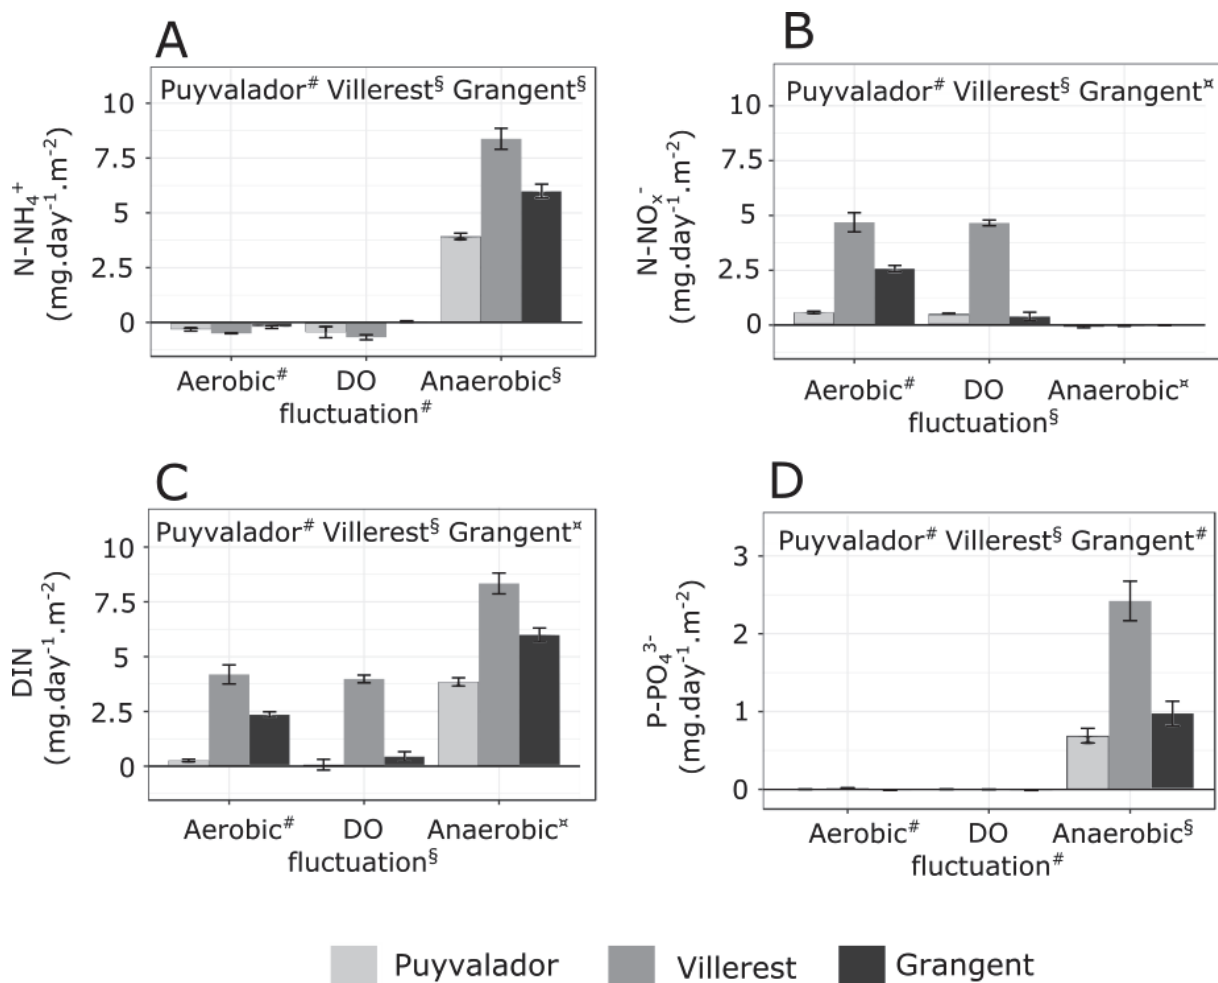 A
Puyvalador# Villerest§ Grangent§
N-NH₄⁺
(mg.day⁻¹.m⁻²)
10
7.5
5
2.5
0
Aerobic# DO Anaerobic§
fluctuation#
B
Puyvalador# Villerest§ Grangent¤
N-NOₓ⁻
(mg.day⁻¹.m⁻²)
10
7.5
5
2.5
0
Aerobic# DO Anaerobic¤
fluctuation§
C
Puyvalador# Villerest§ Grangent¤
DIN
(mg.day⁻¹.m⁻²)
10
7.5
5
2.5
0
Aerobic# DO Anaerobic¤
fluctuation§
D
Puyvalador# Villerest§ Grangent#
P-PO₄³⁻
(mg.day⁻¹.m⁻²)
3
2
1
0
Aerobic# DO Anaerobic§
fluctuation#
Puyvalador Villerest Grangent